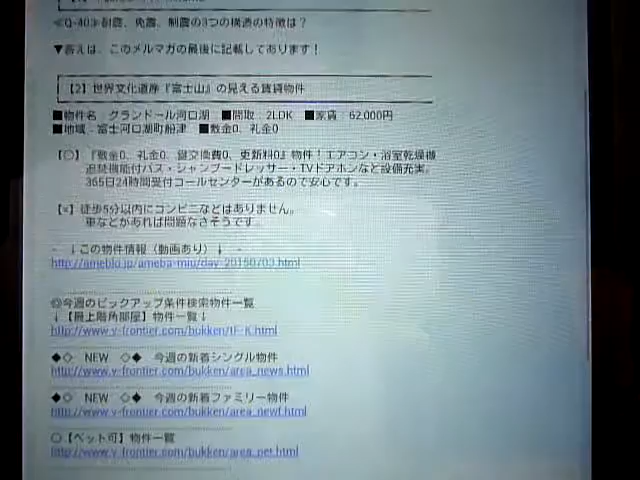 ≪Q-40≫耐震、免震、制震の3つの構造の特徴は？
▼答えは、このメルマガの最後に記載してあります！
【2】世界文化遺産『富士山』の見える賃貸物件
■物件名 グランドール河口湖 ■間取 2LDK ■家賃 62,000円
■地域 富士河口湖町船津 ■敷金0、礼金0
【○】『敷金0、礼金0、鍵交換費0、更新料0』物件！エアコン・浴室乾燥機
追焚機能付バス・シャンプードレッサー・TVドアホンなど設備充実。
365日24時間受付コールセンターがあるので安心です。
【×】徒歩5分以内にコンビニなどはありません。
車などがあれば問題なさそうです。
- ↓この物件情報（動画あり）↓ -
http://ameblo.jp/ameba-miu/day-20150703.html
◎今週のピックアップ条件検索物件一覧
↓【最上階角部屋】物件一覧↓
http://www.y-frontier.com/bukken/tF-K.html
◆◇ NEW ◇◆ 今週の新着シングル物件
http://www.y-frontier.com/bukken/area_news.html
◆◇ NEW ◇◆ 今週の新着ファミリー物件
http://www.y-frontier.com/bukken/area_newf.html
○【ペット可】物件一覧
http://www.y-frontier.com/bukken/area_pet.html